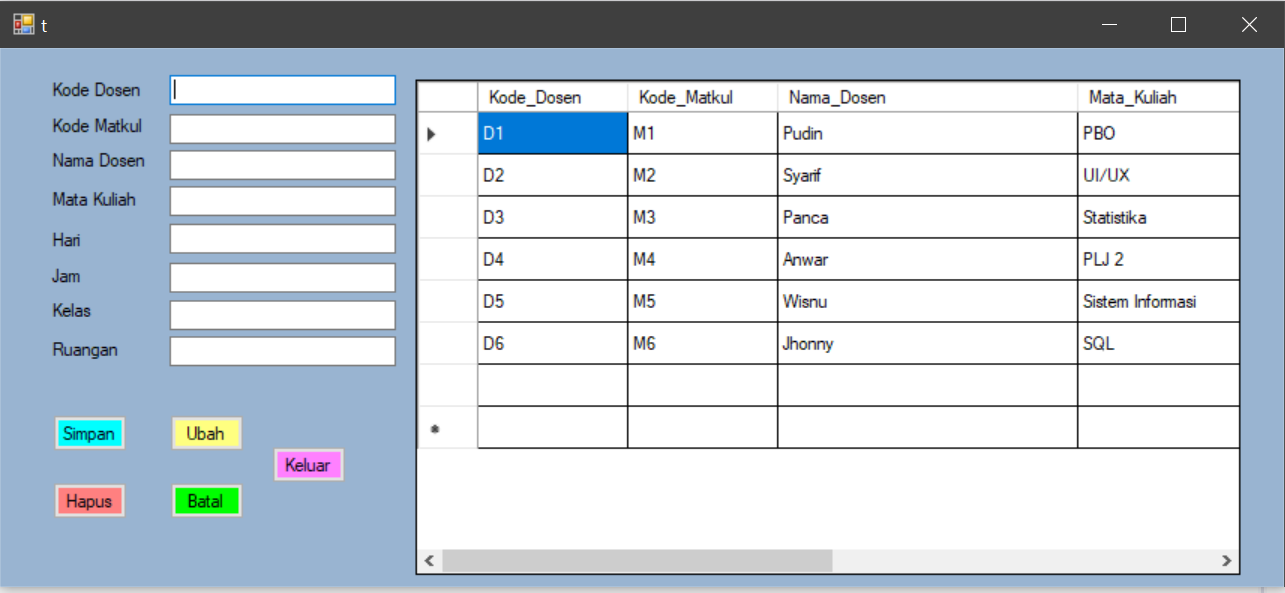 t
Kode Dosen
Kode Matkul
Nama Dosen
Mata Kuliah
Hari
Jam
Kelas
Ruangan
Simpan Ubah
Keluar
Hapus Batal
Kode_Dosen Kode_Matkul Nama_Dosen Mata_Kuliah
D1 M1 Pudin PBO
D2 M2 Syarif UI/UX
D3 M3 Panca Statistika
D4 M4 Anwar PLJ 2
D5 M5 Wisnu Sistem Informasi
D6 M6 Jhonny SQL